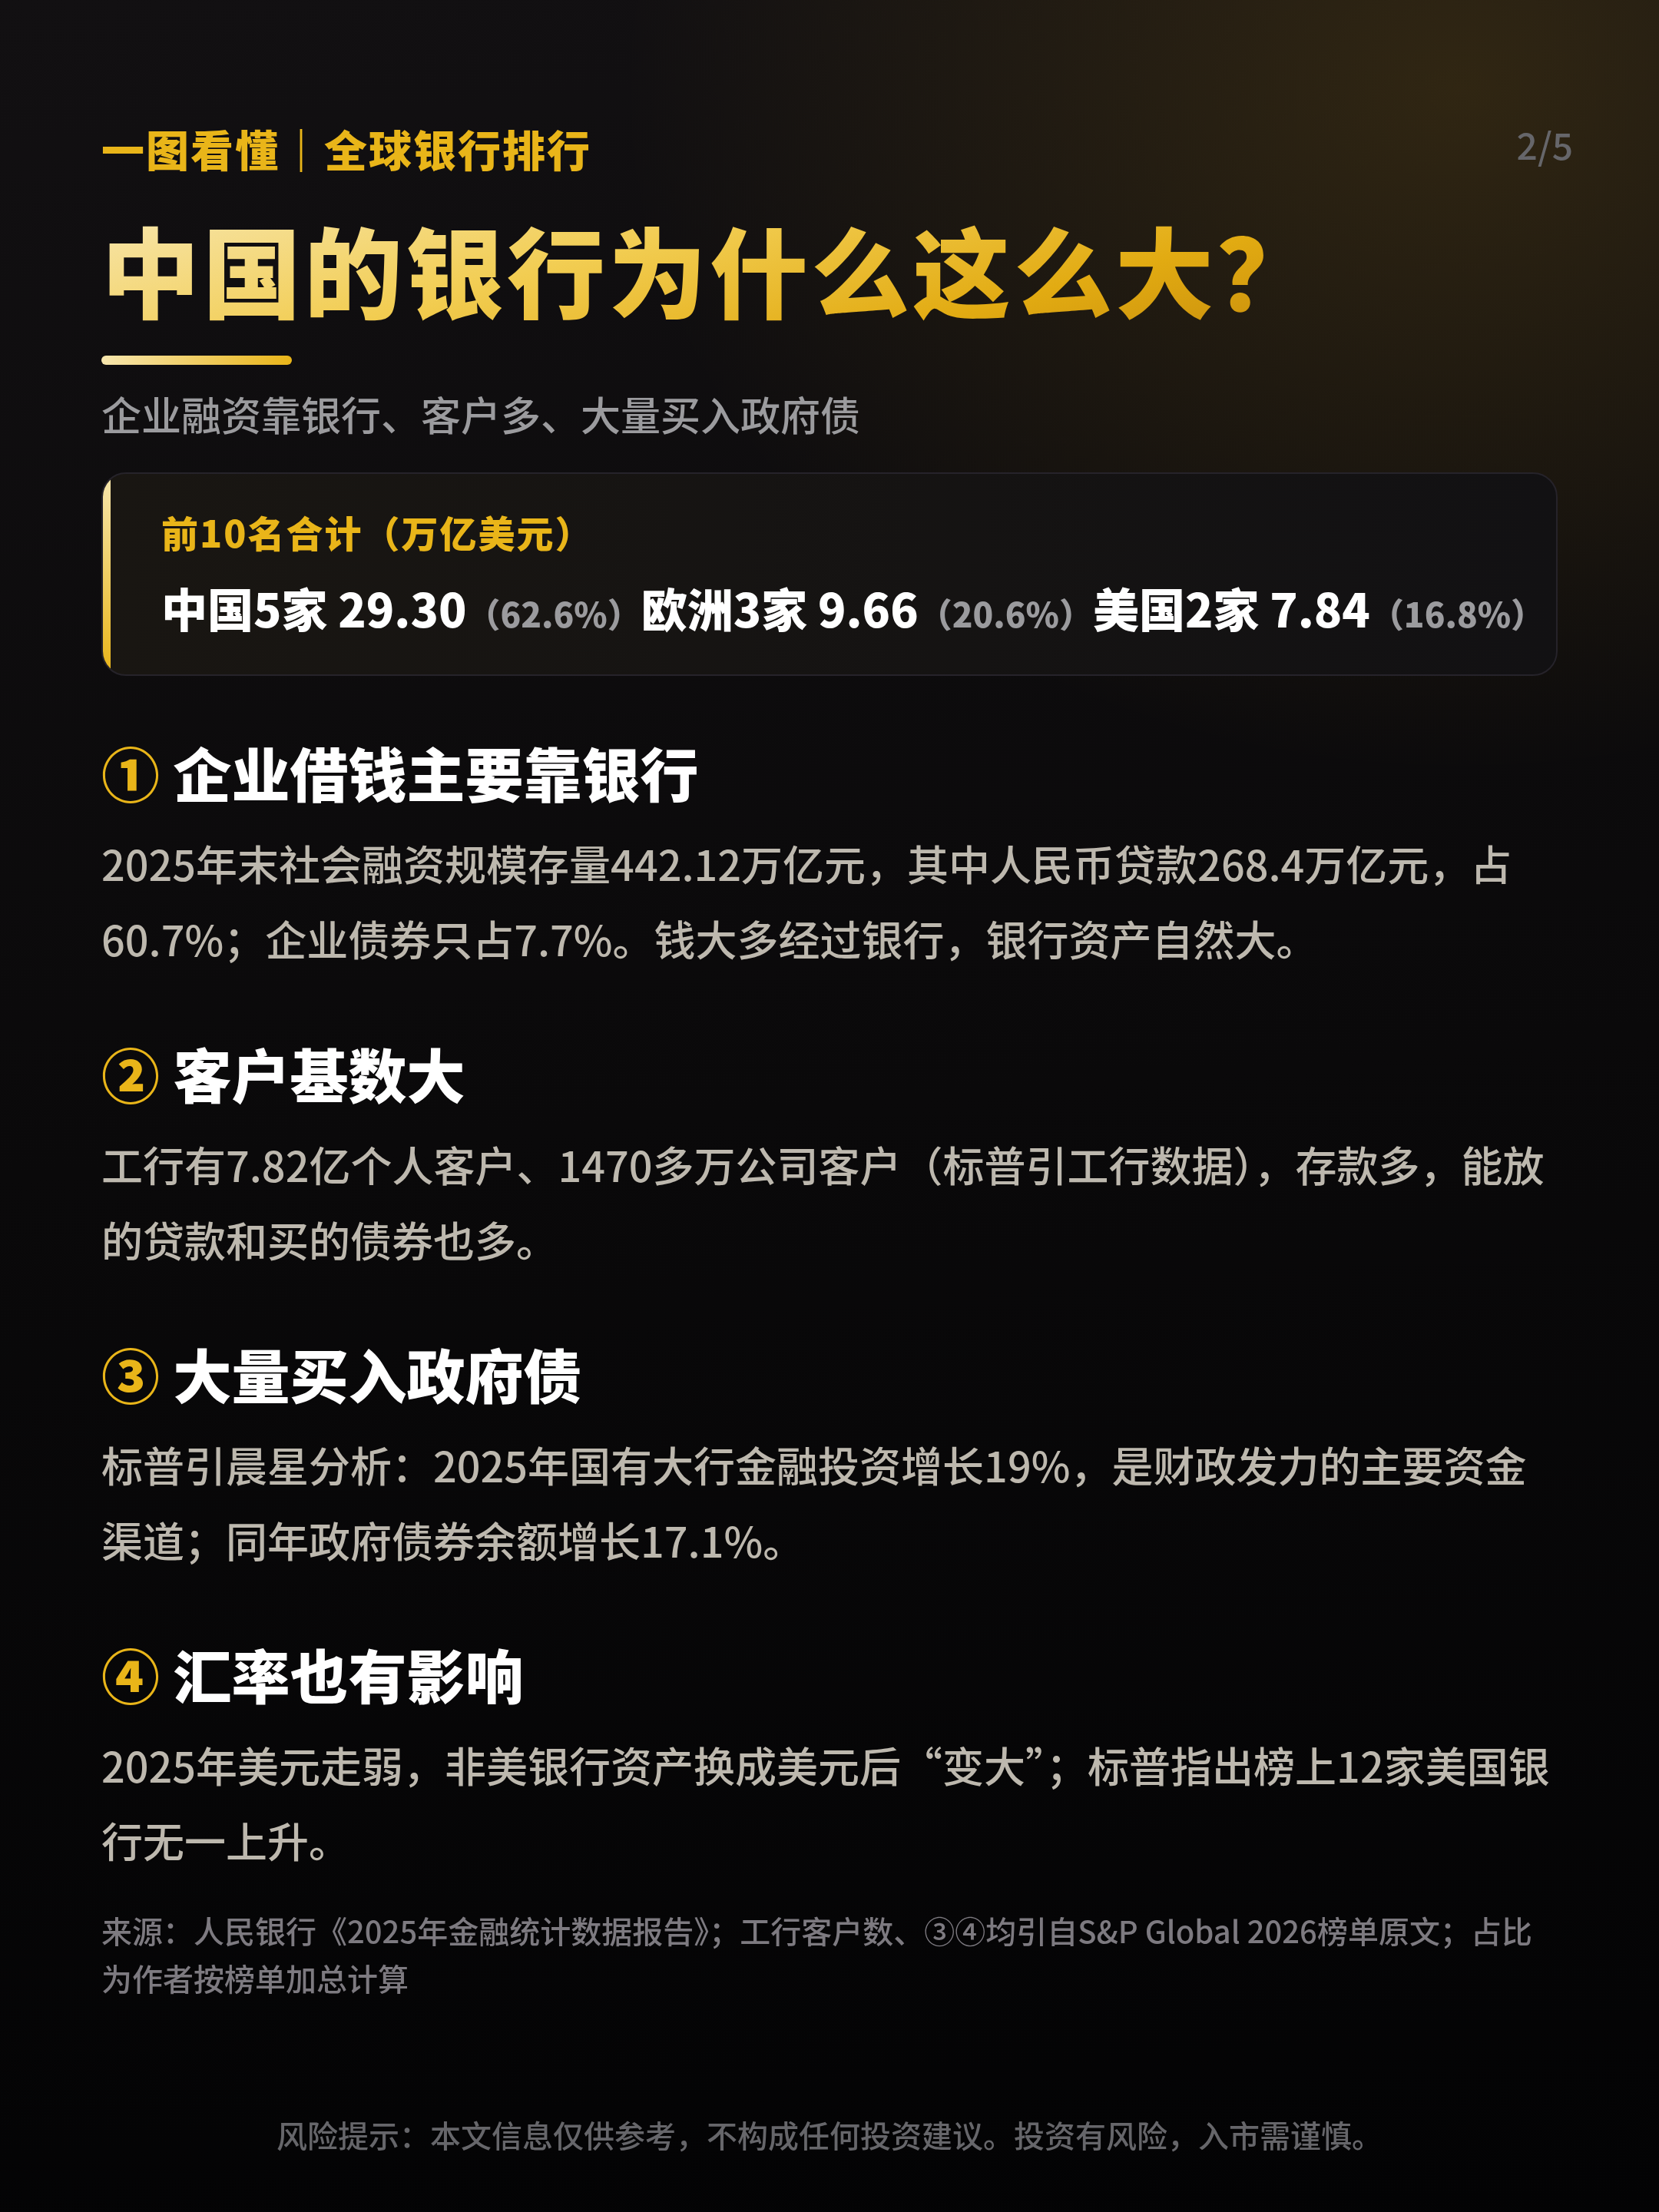 一图看懂｜全球银行排行
2/5
中国的银行为什么这么大？
企业融资靠银行、客户多、大量买入政府债
前10名合计（万亿美元）
中国5家 29.30（62.6%）欧洲3家 9.66（20.6%）美国2家 7.84（16.8%）
① 企业借钱主要靠银行
2025年末社会融资规模存量442.12万亿元，其中人民币贷款268.4万亿元，占
60.7%；企业债券只占7.7%。钱大多经过银行，银行资产自然大。
② 客户基数大
工行有7.82亿个人客户、1470多万公司客户（标普引工行数据），存款多，能放
的贷款和买的债券也多。
③ 大量买入政府债
标普引晨星分析：2025年国有大行金融投资增长19%，是财政发力的主要资金
渠道；同年政府债券余额增长17.1%。
④ 汇率也有影响
2025年美元走弱，非美银行资产换成美元后“变大”；标普指出榜上12家美国银
行无一上升。
来源：人民银行《2025年金融统计数据报告》；工行客户数、③④均引自S&P Global 2026榜单原文；占比
为作者按榜单加总计算
风险提示：本文信息仅供参考，不构成任何投资建议。投资有风险，入市需谨慎。